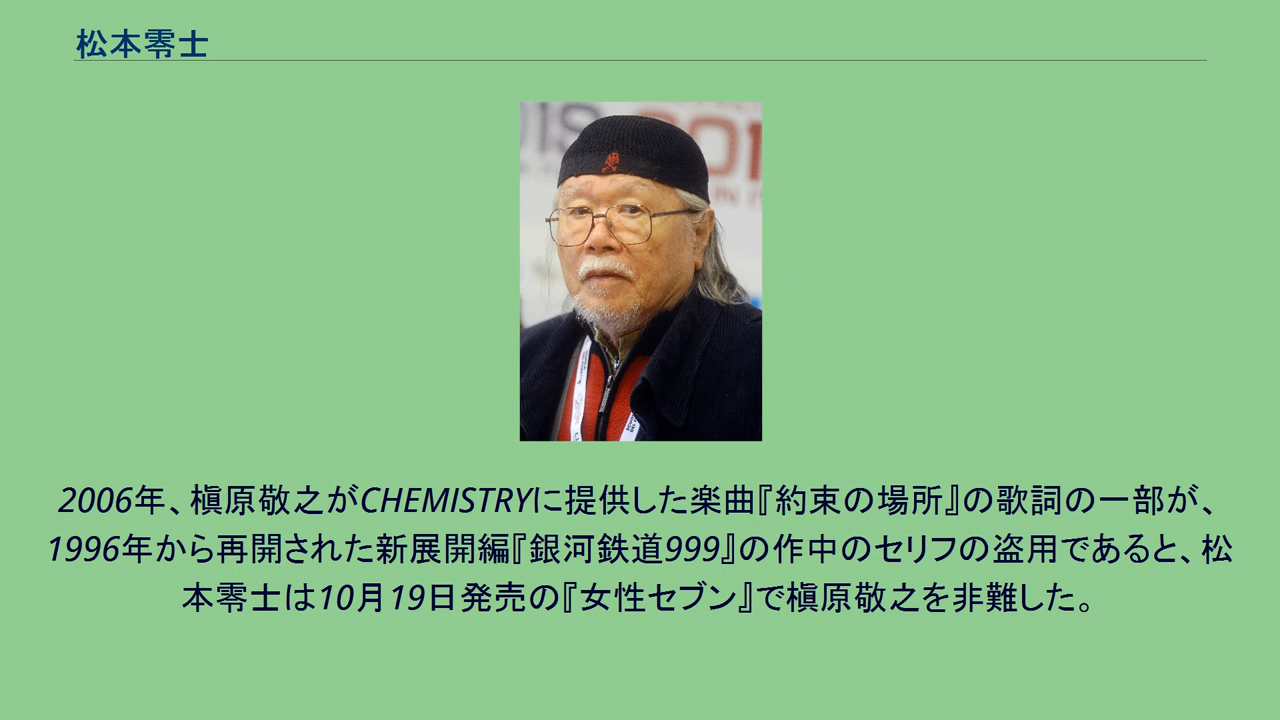 松本零士
2006年、槇原敬之がCHEMISTRYに提供した楽曲『約束の場所』の歌詞の一部が、
1996年から再開された新展開編『銀河鉄道999』の作中のセリフの盗用であると、松
本零士は10月19日発売の『女性セブン』で槇原敬之を非難した。